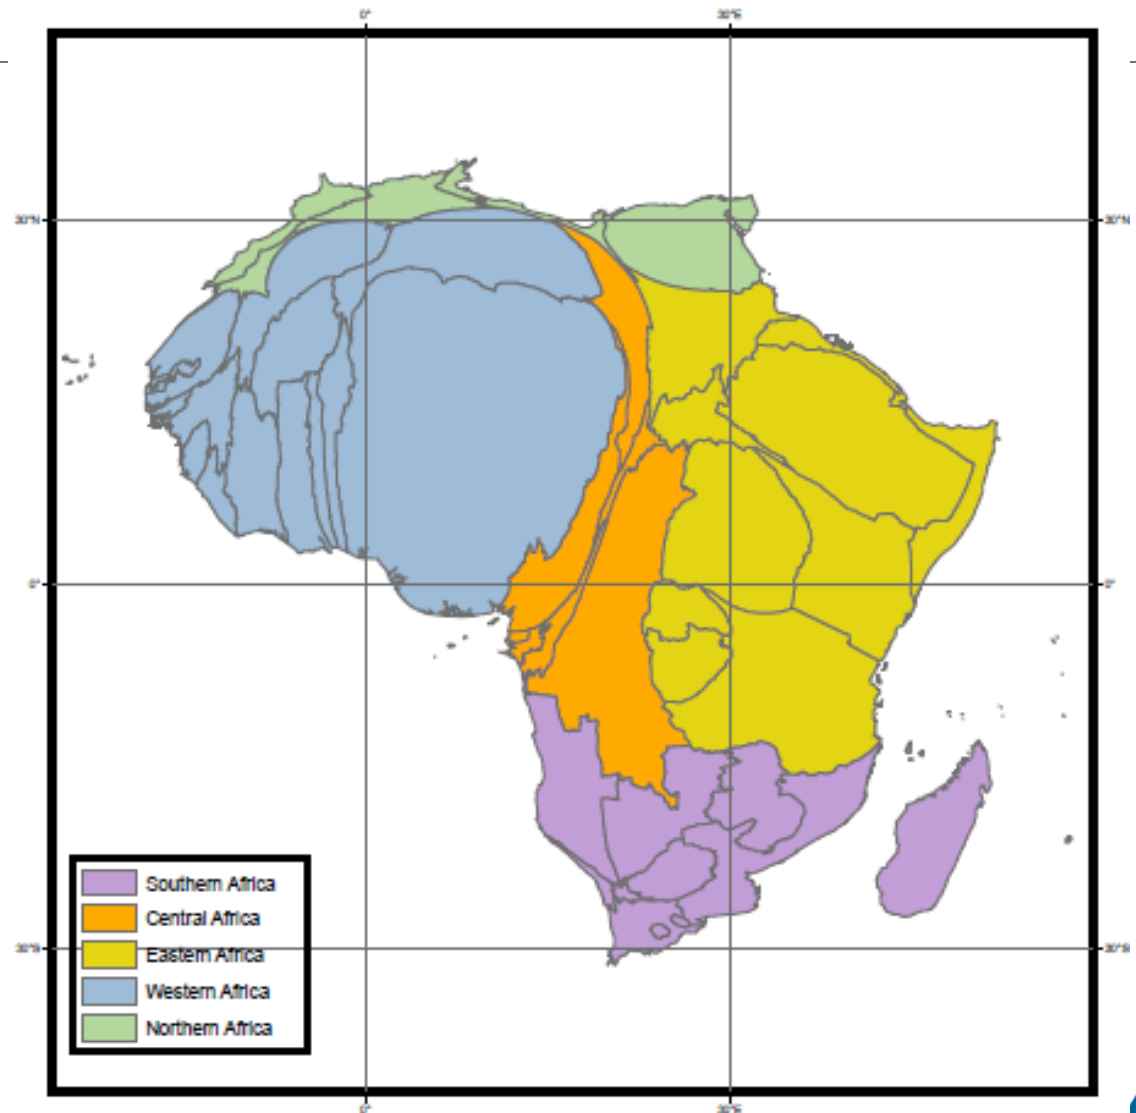 0°
30°E
30°N
30°N
0°
0°
Southern Africa
Central Africa
30°S
30°S
Eastern Africa
Western Africa
Northern Africa
0°
30°E